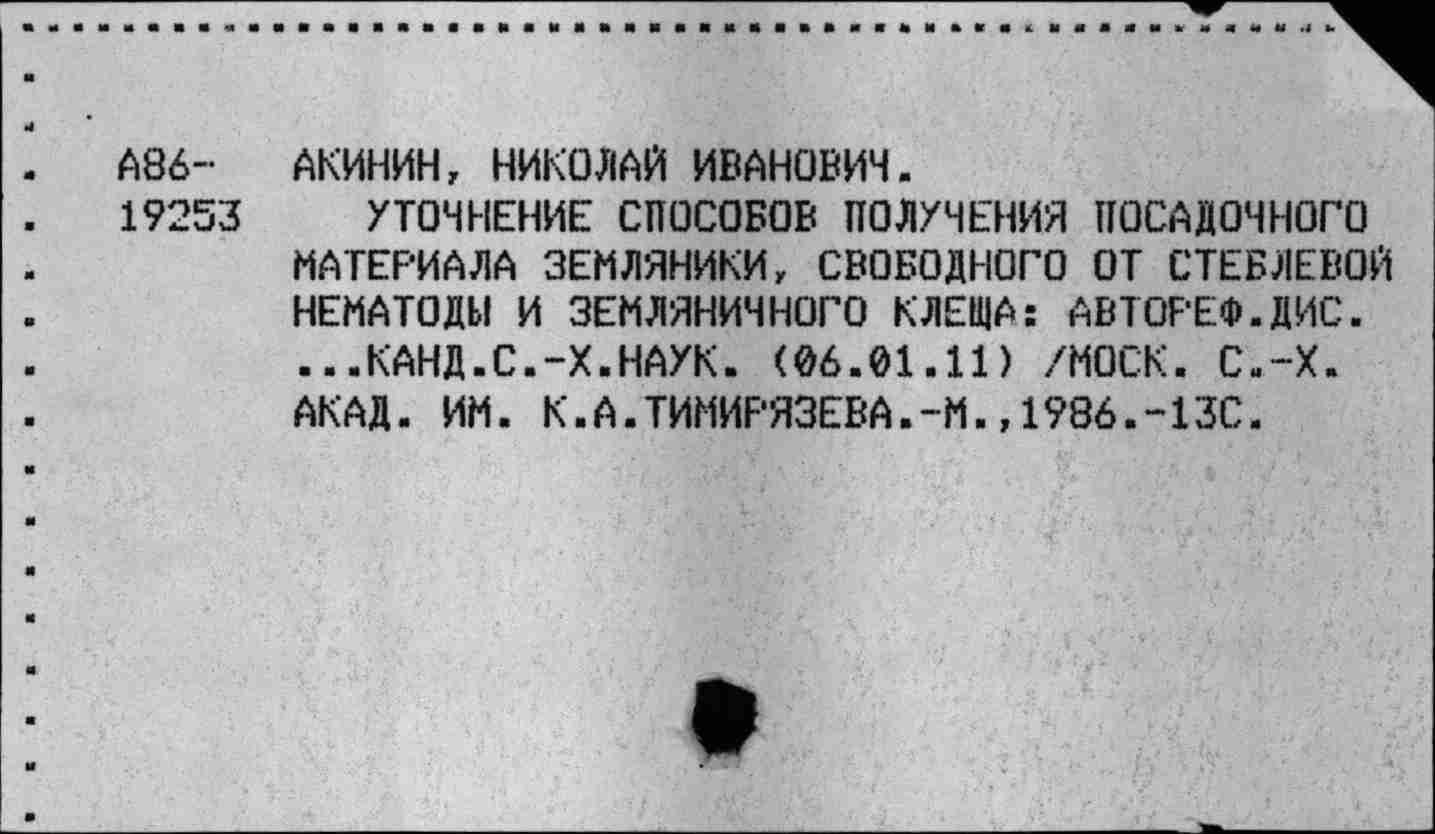 А86- АКИНИН, НИКОЛАЙ ИВАНОВИЧ.
19253 УТОЧНЕНИЕ СПОСОБОВ ПОЛУЧЕНИЯ ПОСАДОЧНОГО
МАТЕРИАЛА ЗЕМЛЯНИКИ, СВОБОДНОГО ОТ СТЕБЛЕВОЙ
НЕМАТОДЫ И ЗЕМЛЯНИЧНОГО КЛЕЩА: АВТОРЕФ.ДИС.
...КАНД.С.-Х.НАУК. (06.01.11) /МОСК. С.-Х.
АКАД. ИМ. К.А.ТИМИРЯЗЕВА.-М.,1986.-13С.